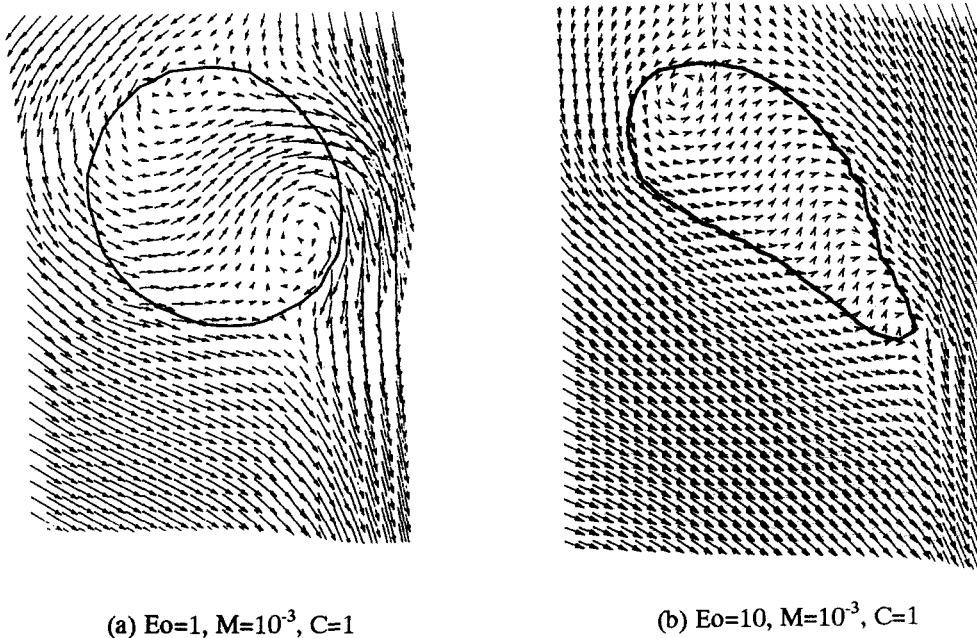 (a) Eo=1, M=10⁻³, C=1
(b) Eo=10, M=10⁻³, C=1